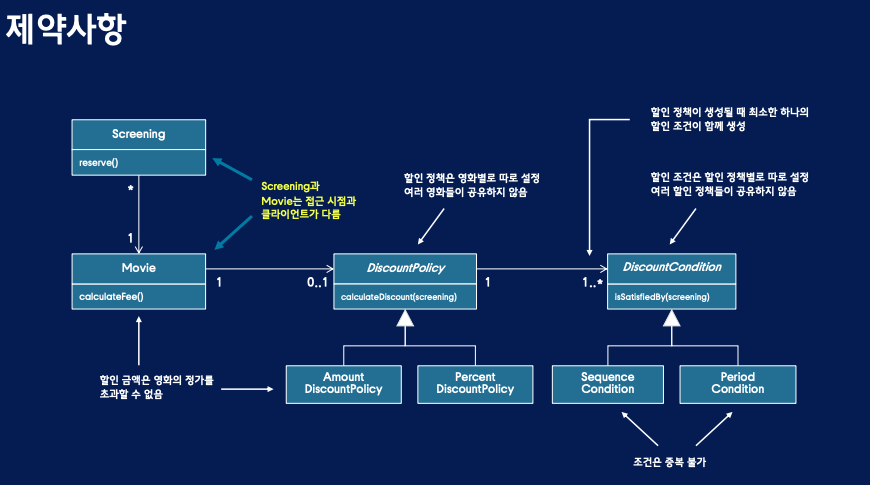 제약사항
할인 정책이 생성될 때 최소한 하나의
할인 조건이 함께 생성
Screening
reserve()
*
1
Screening과
Movie는 접근 시점과
클라이언트가 다름
할인 정책은 영화별로 따로 설정
여러 영화들이 공유하지 않음
할인 조건은 할인 정책별로 따로 설정
여러 할인 정책들이 공유하지 않음
Movie
calculateFee()
1
0..1
DiscountPolicy
calculateDiscount(screening)
1
1..*
DiscountCondition
isSatisfiedBy(screening)
할인 금액은 영화의 정가를
초과할 수 없음
Amount
DiscountPolicy
Percent
DiscountPolicy
Sequence
Condition
Period
Condition
조건은 중복 불가